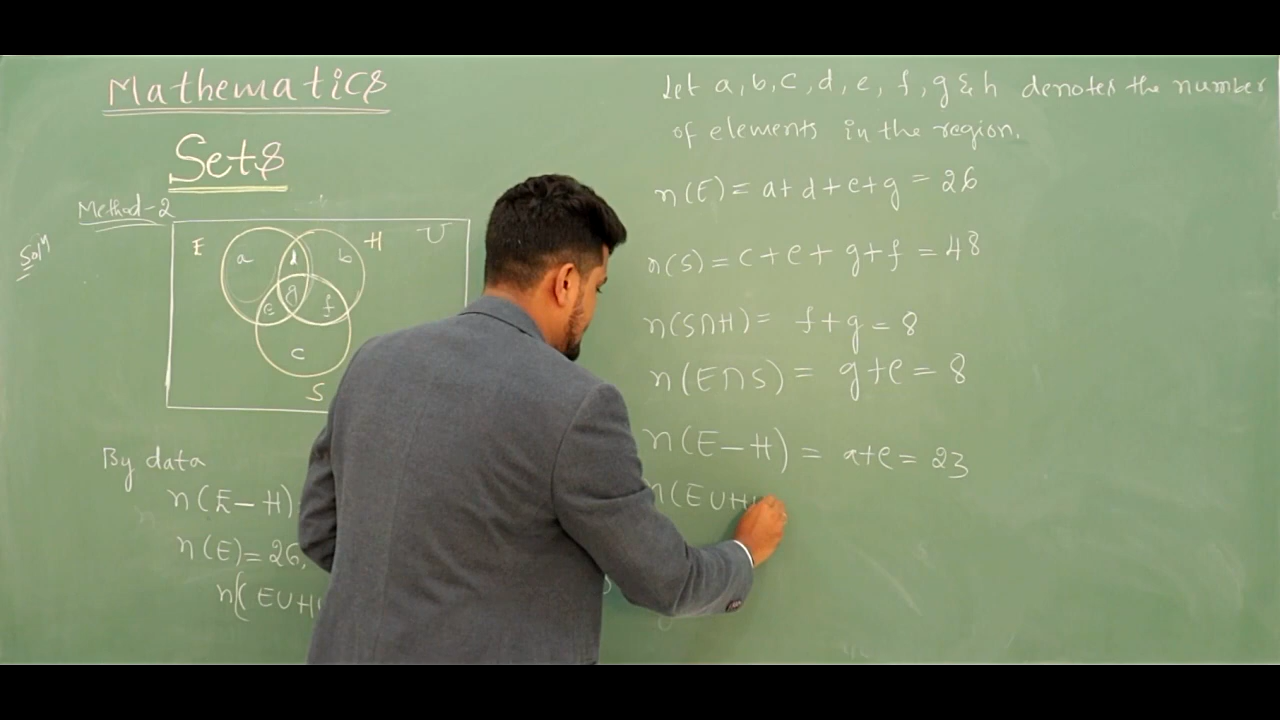 Mathematics
Sets
Method-2
Soln
E
a
d
b
H
U
g
e
f
c
S
By data
n(E-H)
n(E)=26,
n[(EUH
Let a, b, c, d, e, f, g & h denotes the number
of elements in the region.
n(E) = a+d+e+g = 26
n(S) = c+e+g+f = 48
n(S∩H) = f+g = 8
n(E∩S) = g+e = 8
n(E-H) = a+e = 23
n(EUH